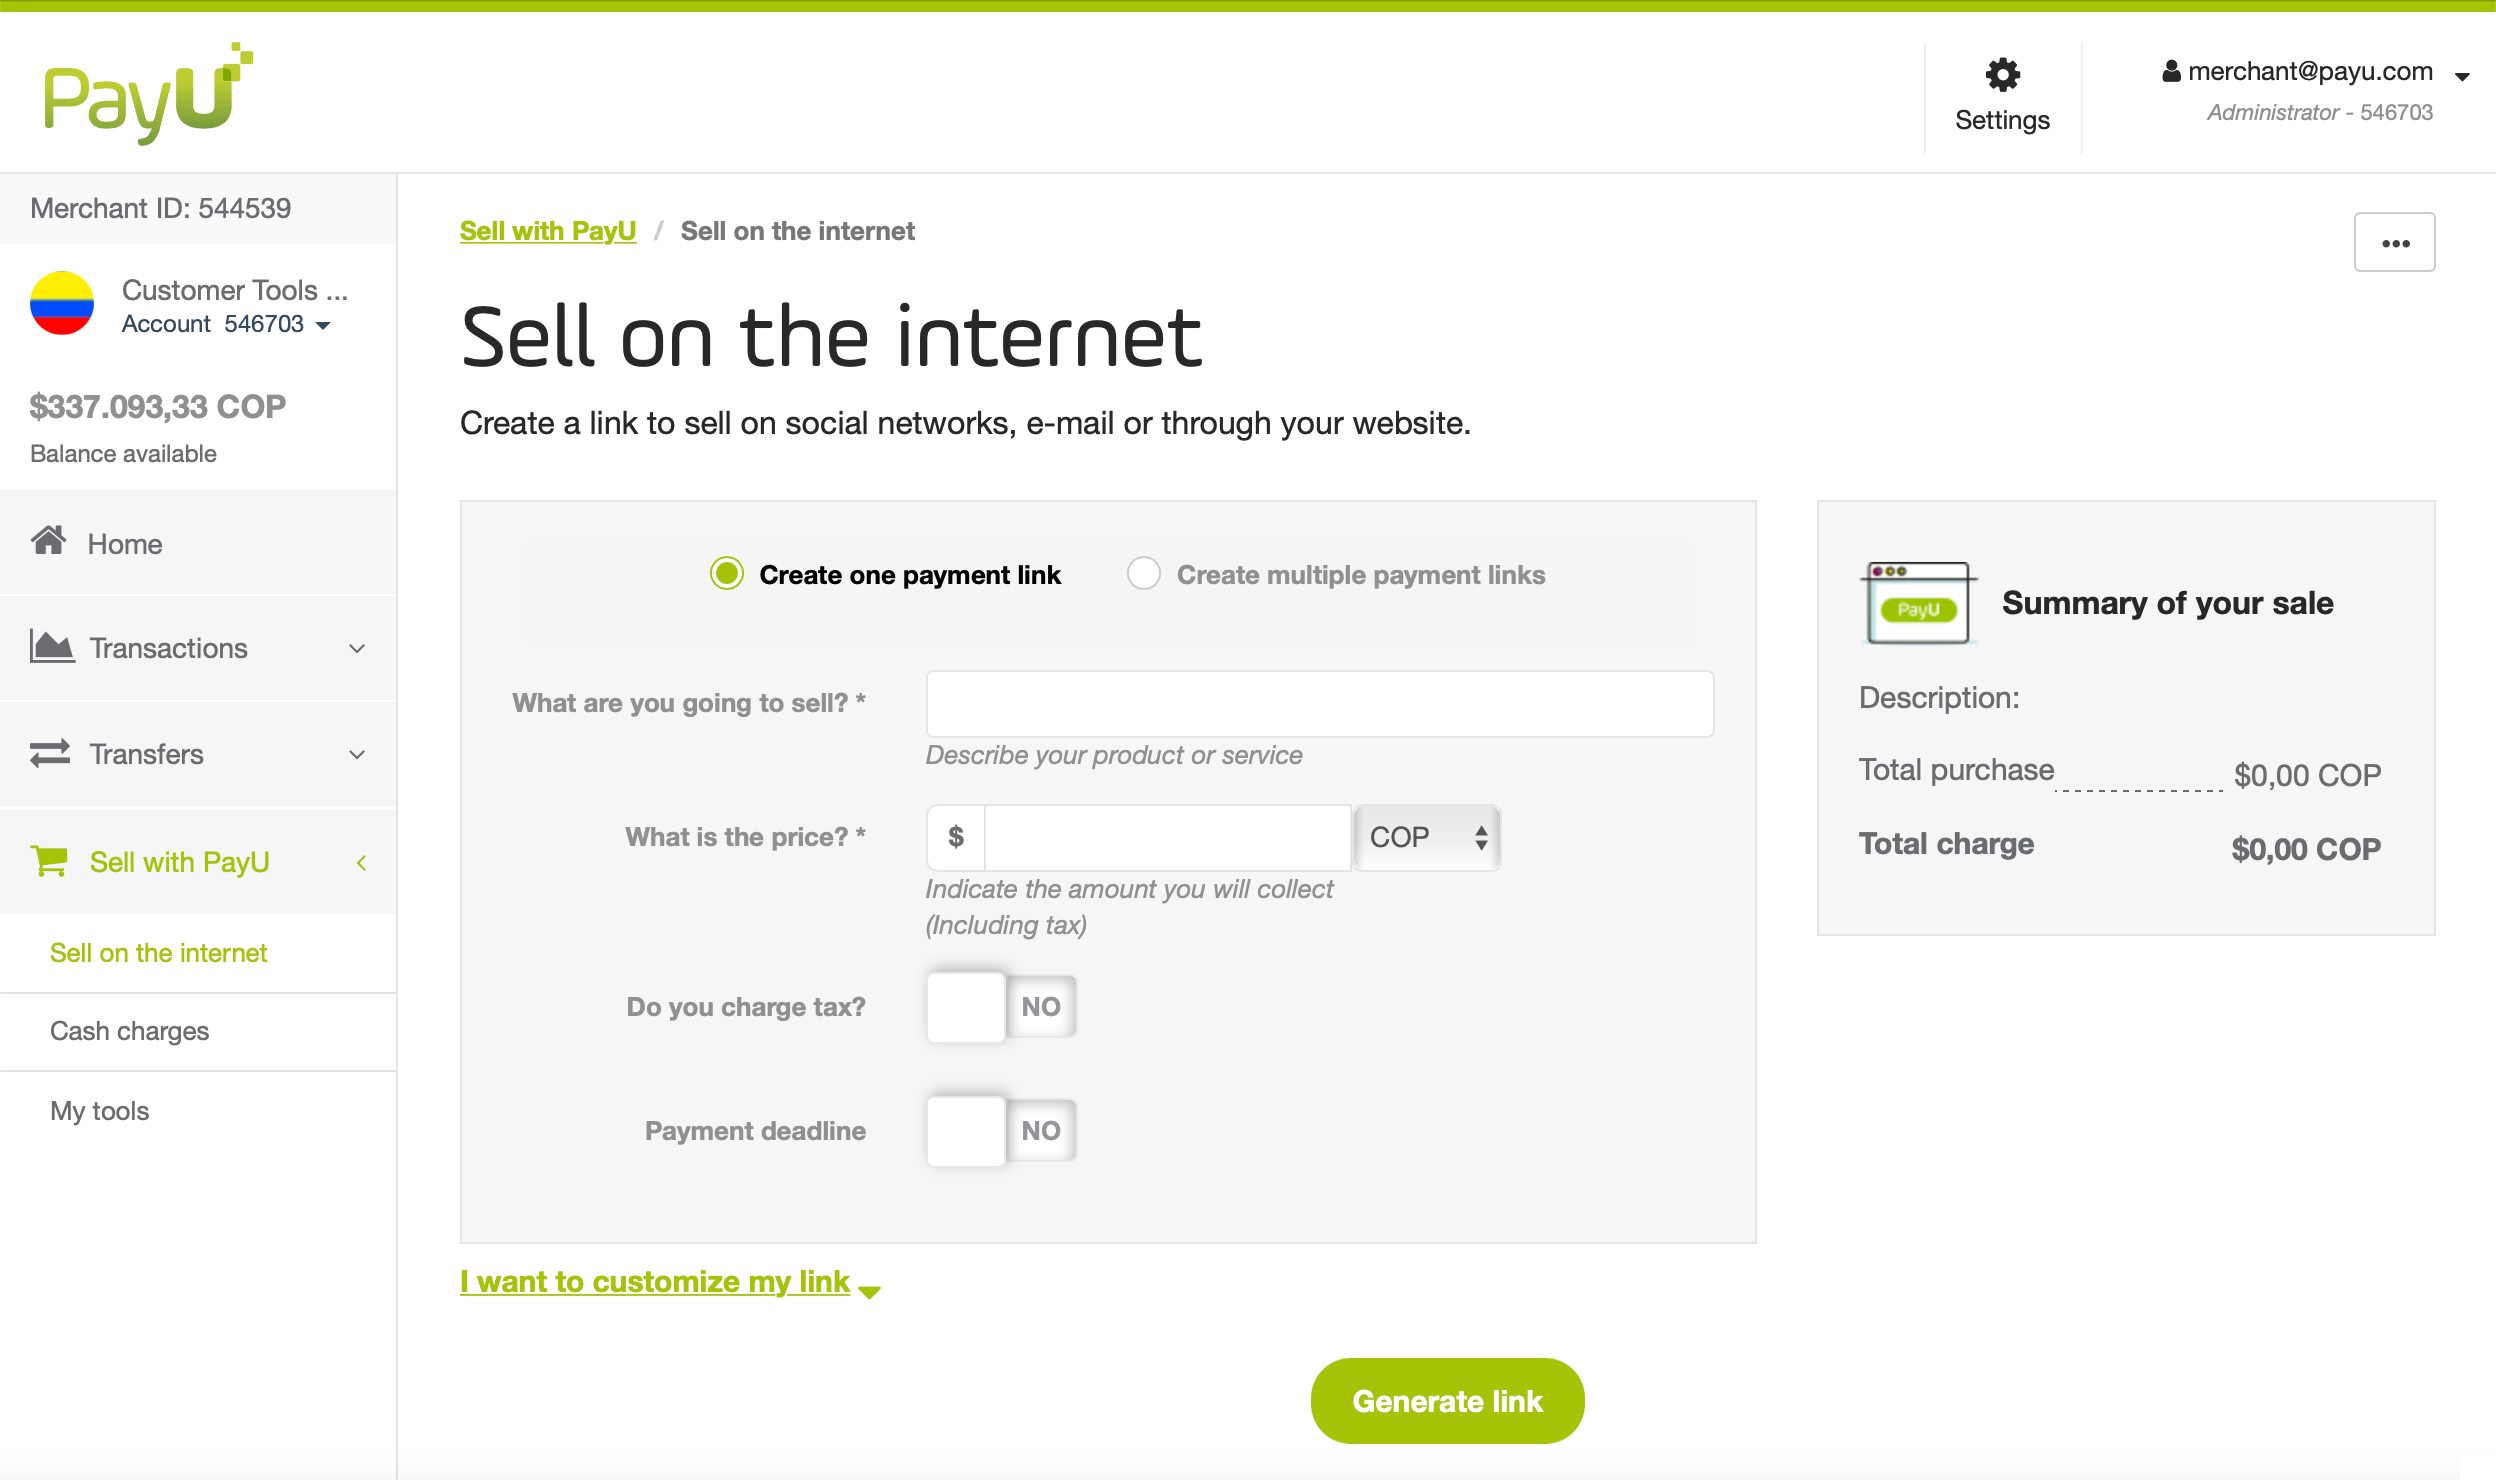 PayU
Settings
merchant@payu.com
Administrator - 546703
Merchant ID: 544539
Customer Tools ...
Account 546703
$337.093,33 COP
Balance available
Home
Transactions
Transfers
Sell with PayU
Sell on the internet
Cash charges
My tools
Sell with PayU / Sell on the internet
•••
Sell on the internet
Create a link to sell on social networks, e-mail or through your website.
Create one payment link
Create multiple payment links
What are you going to sell? *
Describe your product or service
What is the price? *
$
COP
Indicate the amount you will collect
(Including tax)
Do you charge tax?
NO
Payment deadline
NO
I want to customize my link
Generate link
PayU
Summary of your sale
Description:
Total purchase $0,00 COP
Total charge $0,00 COP